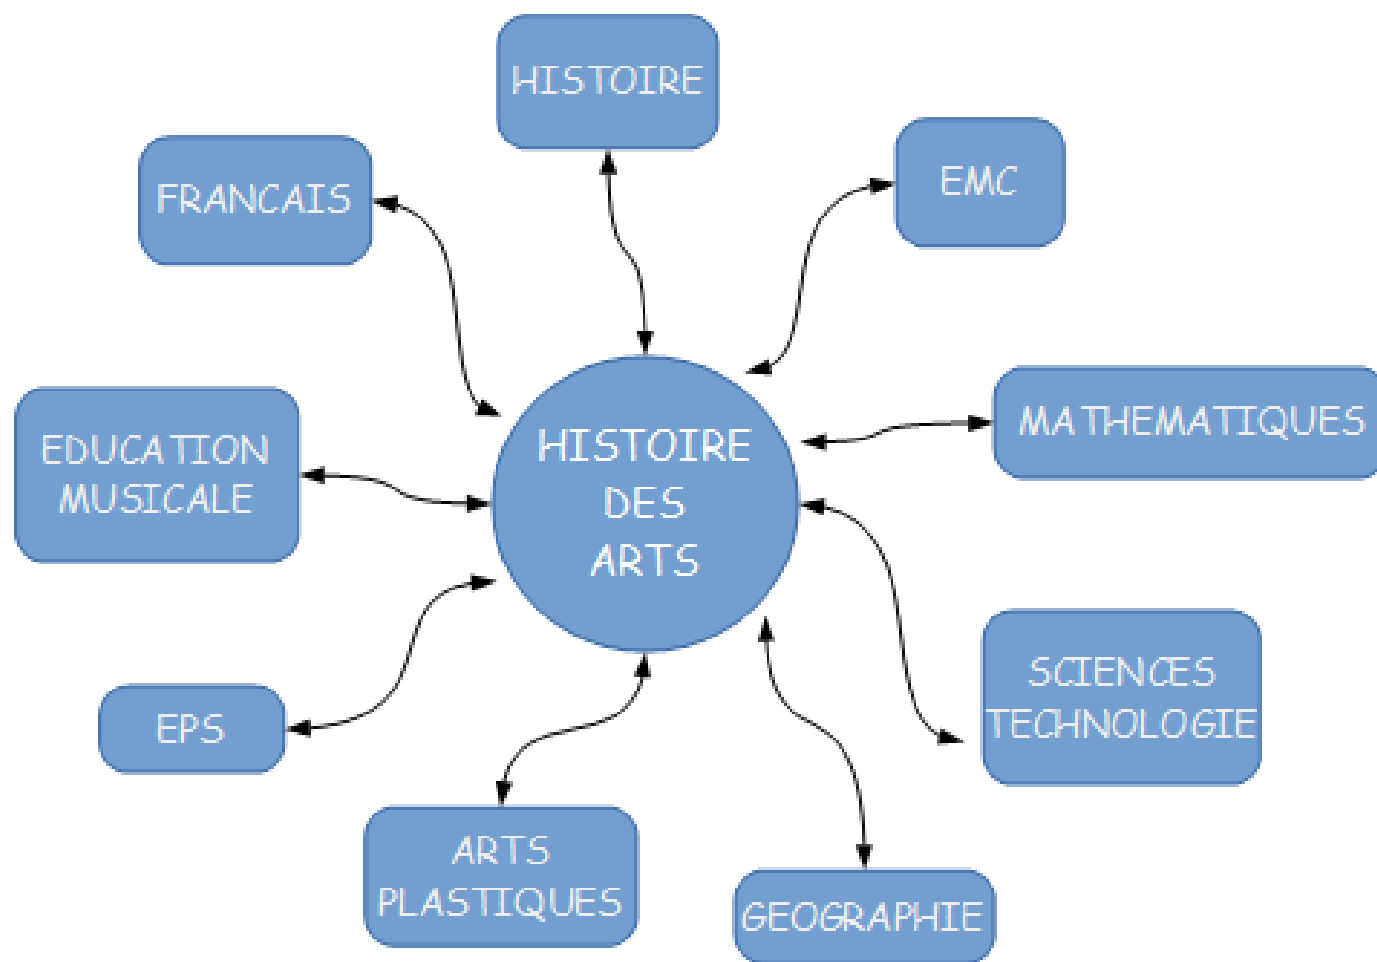 HISTOIRE
EMC
FRANCAIS
MATHEMATIQUES
EDUCATION
MUSICALE
HISTOIRE
DES
ARTS
SCIENCES
TECHNOLOGIE
EPS
ARTS
PLASTIQUES
GEOGRAPHIE